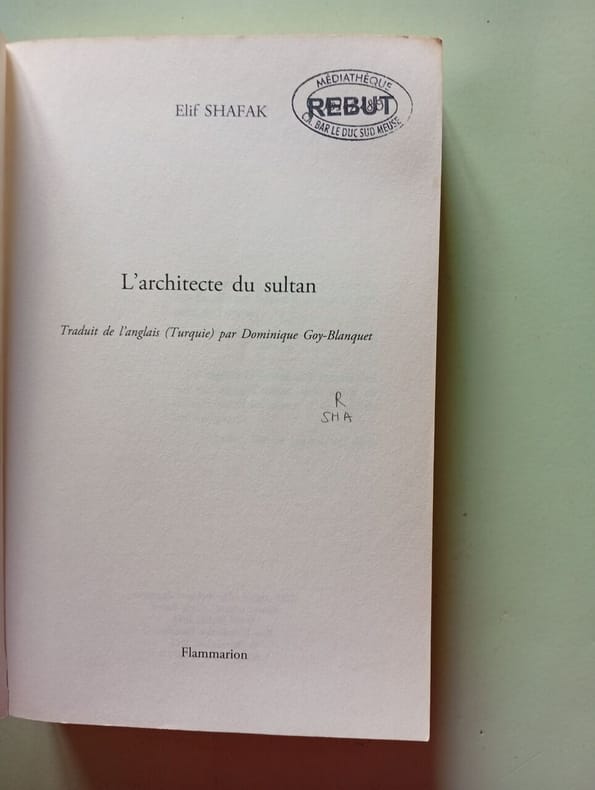 Elif SHAFAK
MÉDIATHÈQUE
REBUT
BAR LE DUC SUD MEUSE
L'architecte du sultan
Traduit de l'anglais (Turquie) par Dominique Goy-Blanquet
R
SHA
Flammarion